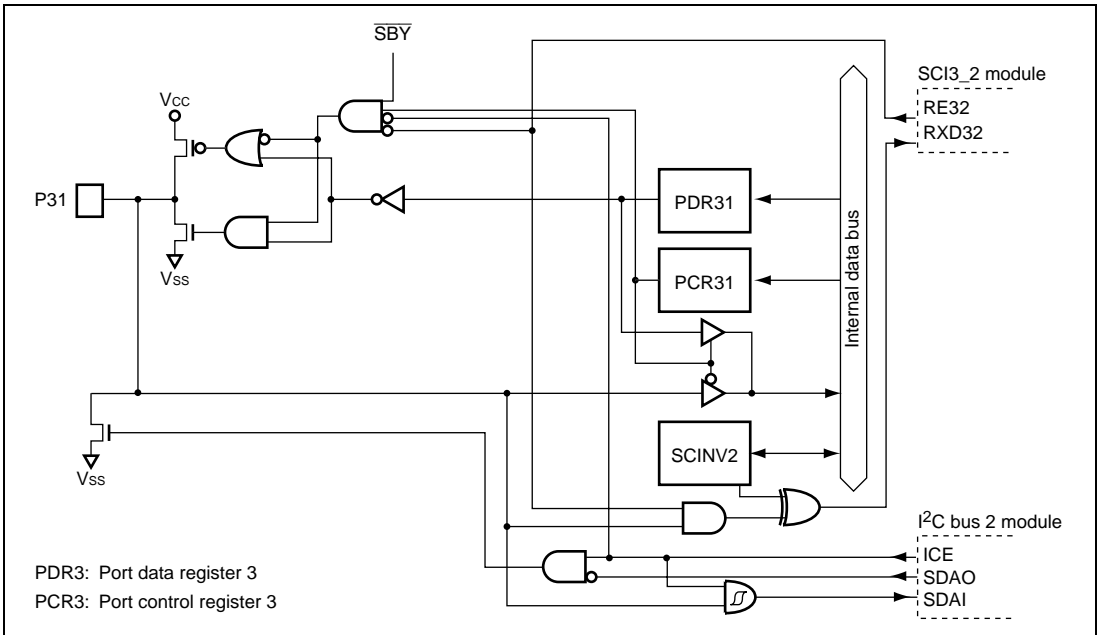 SBY
SCI3_2 module
VCC
RE32
RXD32
P31
PDR31
PCR31
VSS
Internal data bus
SCINV2
VSS
I2C bus 2 module
ICE
SDAO
SDAI
PDR3: Port data register 3
PCR3: Port control register 3